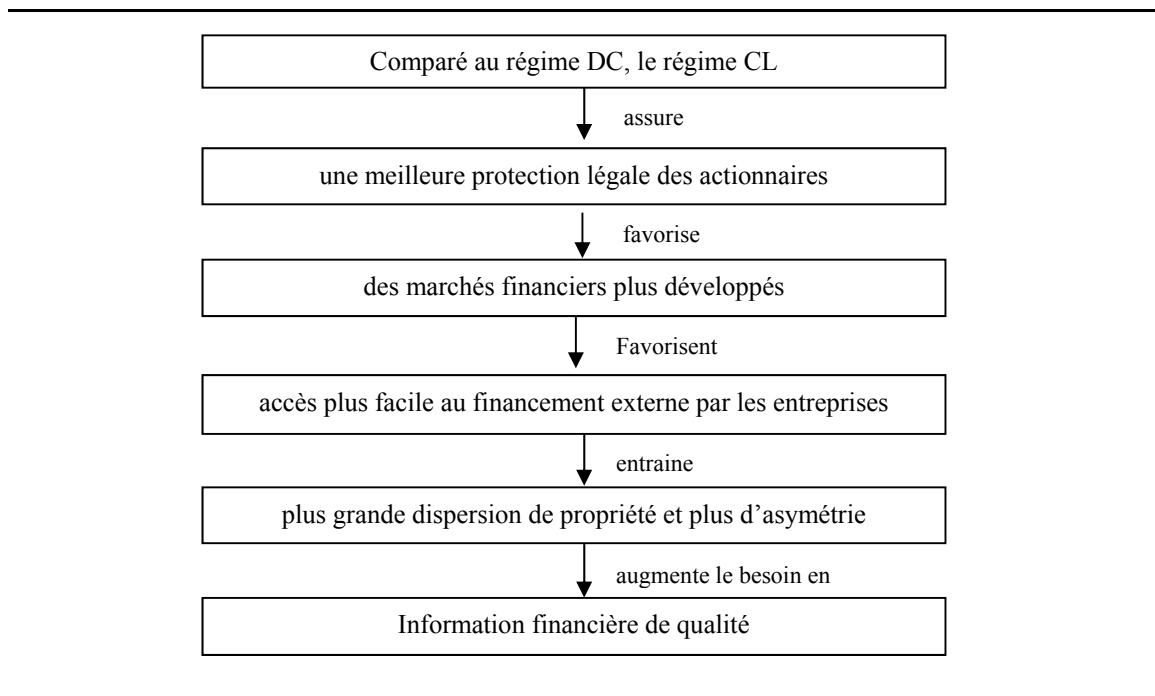 Comparé au régime DC, le régime CL
assure
une meilleure protection légale des actionnaires
favorise
des marchés financiers plus développés
Favorisent
accès plus facile au financement externe par les entreprises
entraine
plus grande dispersion de propriété et plus d’asymétrie
augmente le besoin en
Information financière de qualité